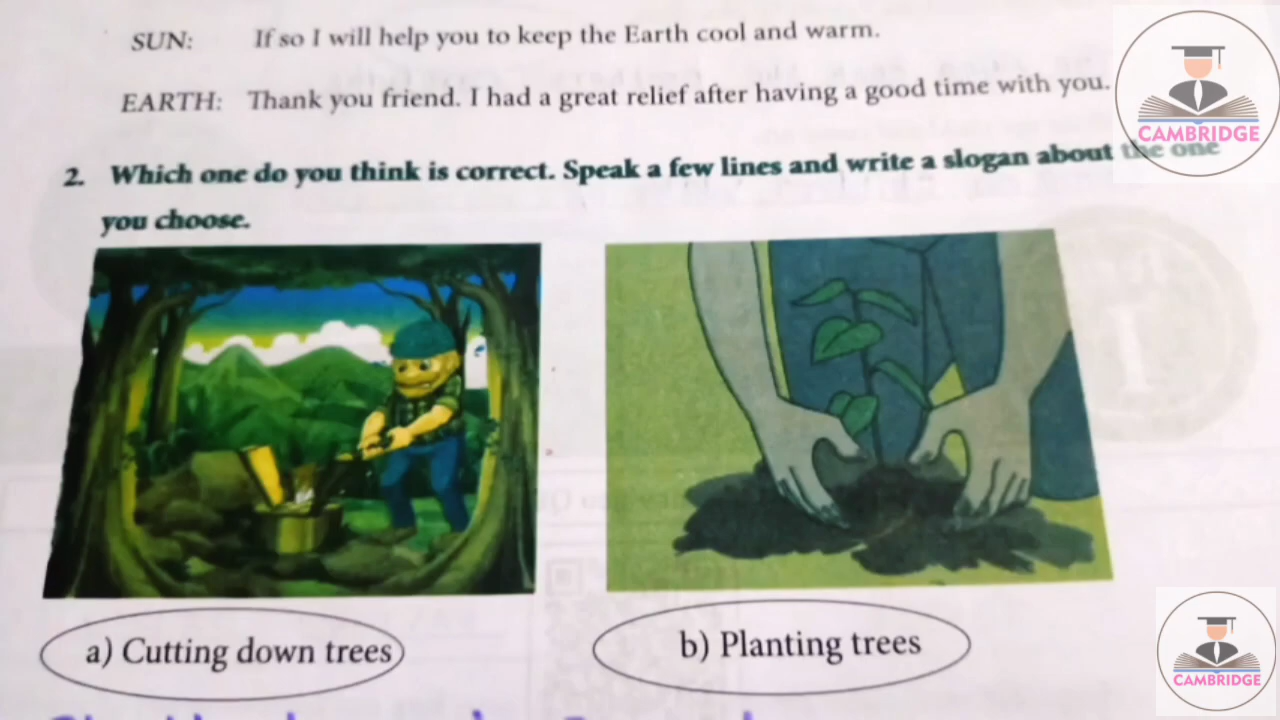 SUN: If so I will help you to keep the Earth cool and warm.
EARTH: Thank you friend. I had a great relief after having a good time with you.
CAMBRIDGE
2. Which one do you think is correct. Speak a few lines and write a slogan about the one
you choose.
a) Cutting down trees
b) Planting trees
CAMBRIDGE